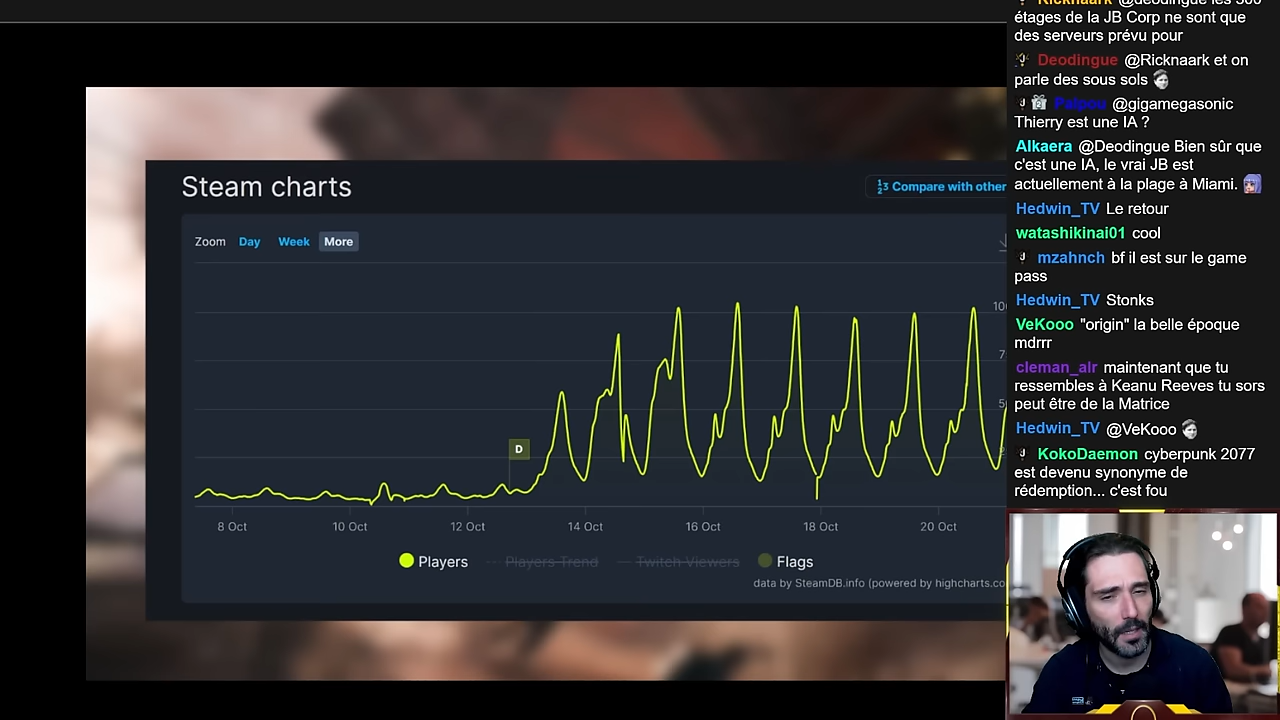 Steam charts
Compare with other
Zoom Day Week More
D
8 Oct 10 Oct 12 Oct 14 Oct 16 Oct 18 Oct 20 Oct
Players Players Trend Twitch Viewers Flags
data by SteamDB.info (powered by highcharts.co
étages de la JB Corp ne sont que
des serveurs prévu pour
Deodingue @Ricknaark et on
parle des sous sols
Palpou @gigamegasonic
Thierry est une IA ?
Alkaera @Deodingue Bien sûr que
c'est une IA, le vrai JB est
actuellement à la plage à Miami.
Hedwin_TV Le retour
watashikinai01 cool
mzahnch bf il est sur le game
pass
Hedwin_TV Stonks
VeKooo "origin" la belle époque
mdrrr
cleman_alr maintenant que tu
ressembles à Keanu Reeves tu sors
peut être de la Matrice
Hedwin_TV @VeKooo
KokoDaemon cyberpunk 2077
est devenu synonyme de
rédemption... c'est fou